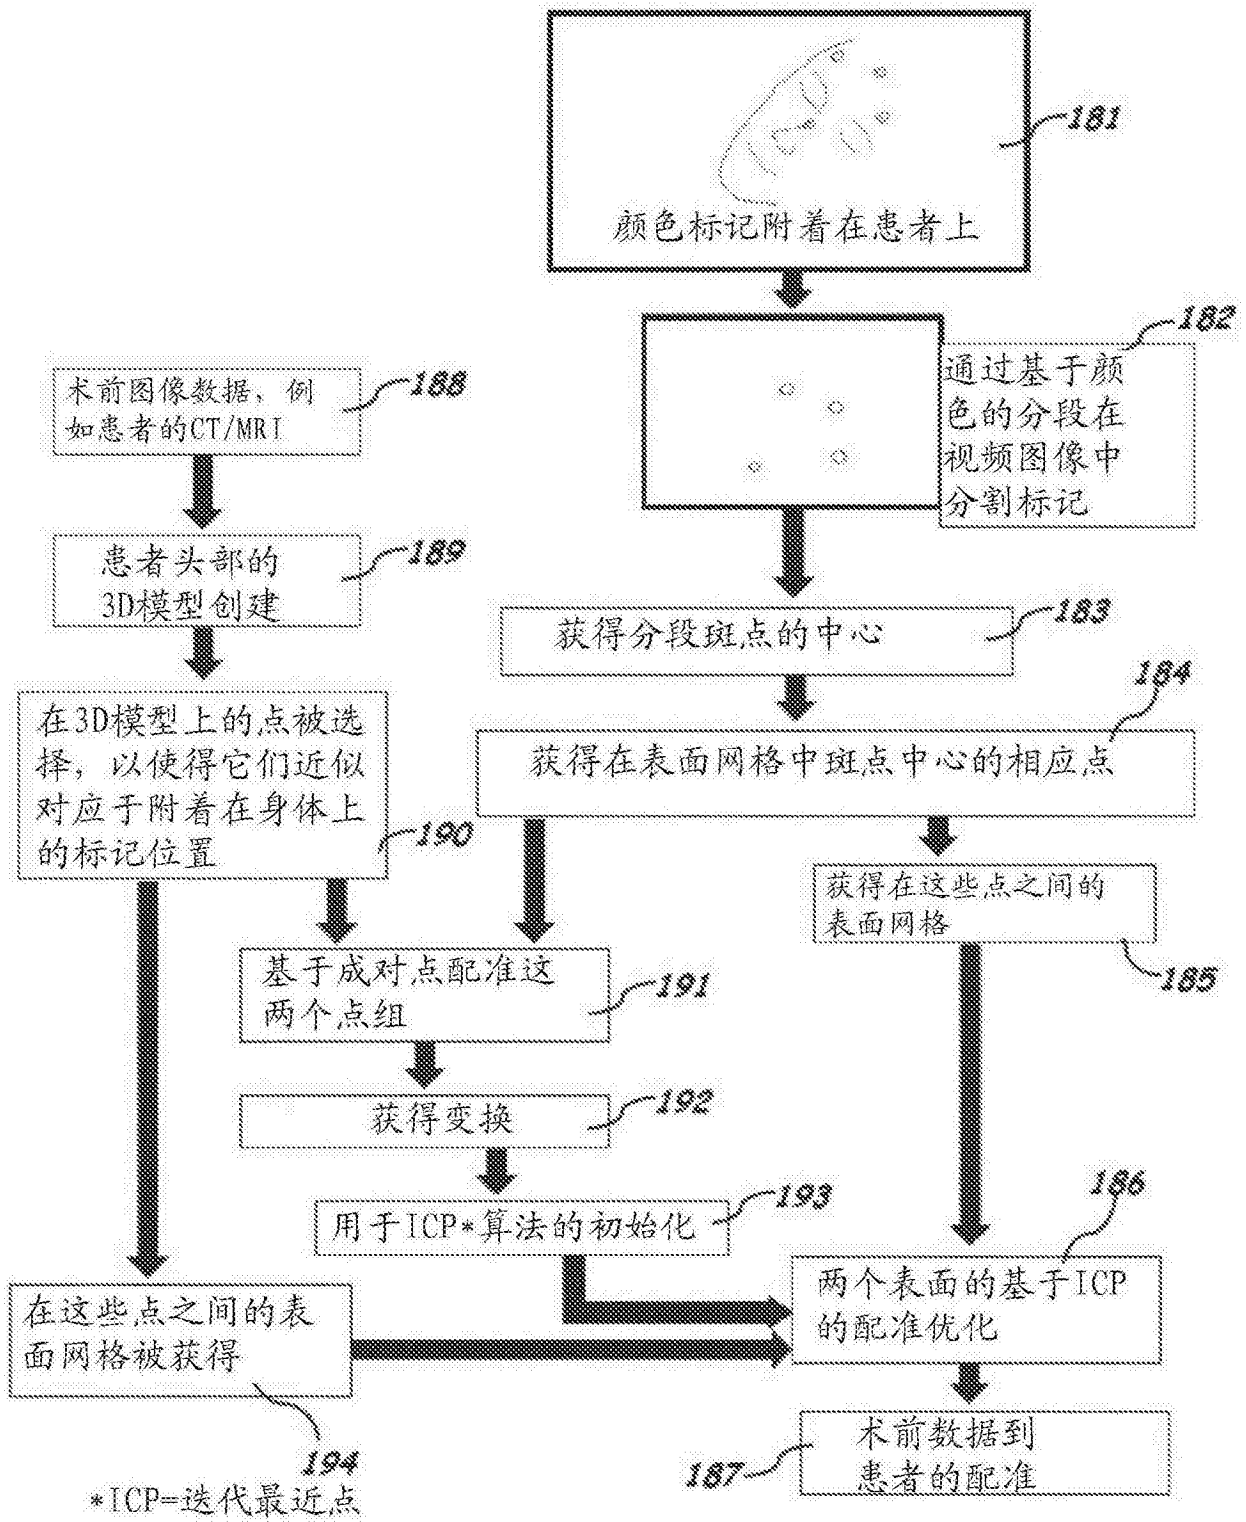 181
颜色标记附着在患者上
182
通过基于颜
色的分段在
视频图像中
分割标记
188
术前图像数据，例
如患者的CT/MRI
189
患者头部的
3D模型创建
183
获得分段斑点的中心
184
获得在表面网格中斑点中心的相应点
在3D模型上的点被选
择，以使得它们近似
对应于附着在身体上
的标记位置
190
获得在这些点之间的
表面网格
185
基于成对点配准这
两个点组
191
获得变换
192
用于ICP*算法的初始化
193
186
两个表面的基于ICP
的配准优化
在这些点之间的表
面网格被获得
194
术前数据到
患者的配准
187
*ICP=迭代最近点